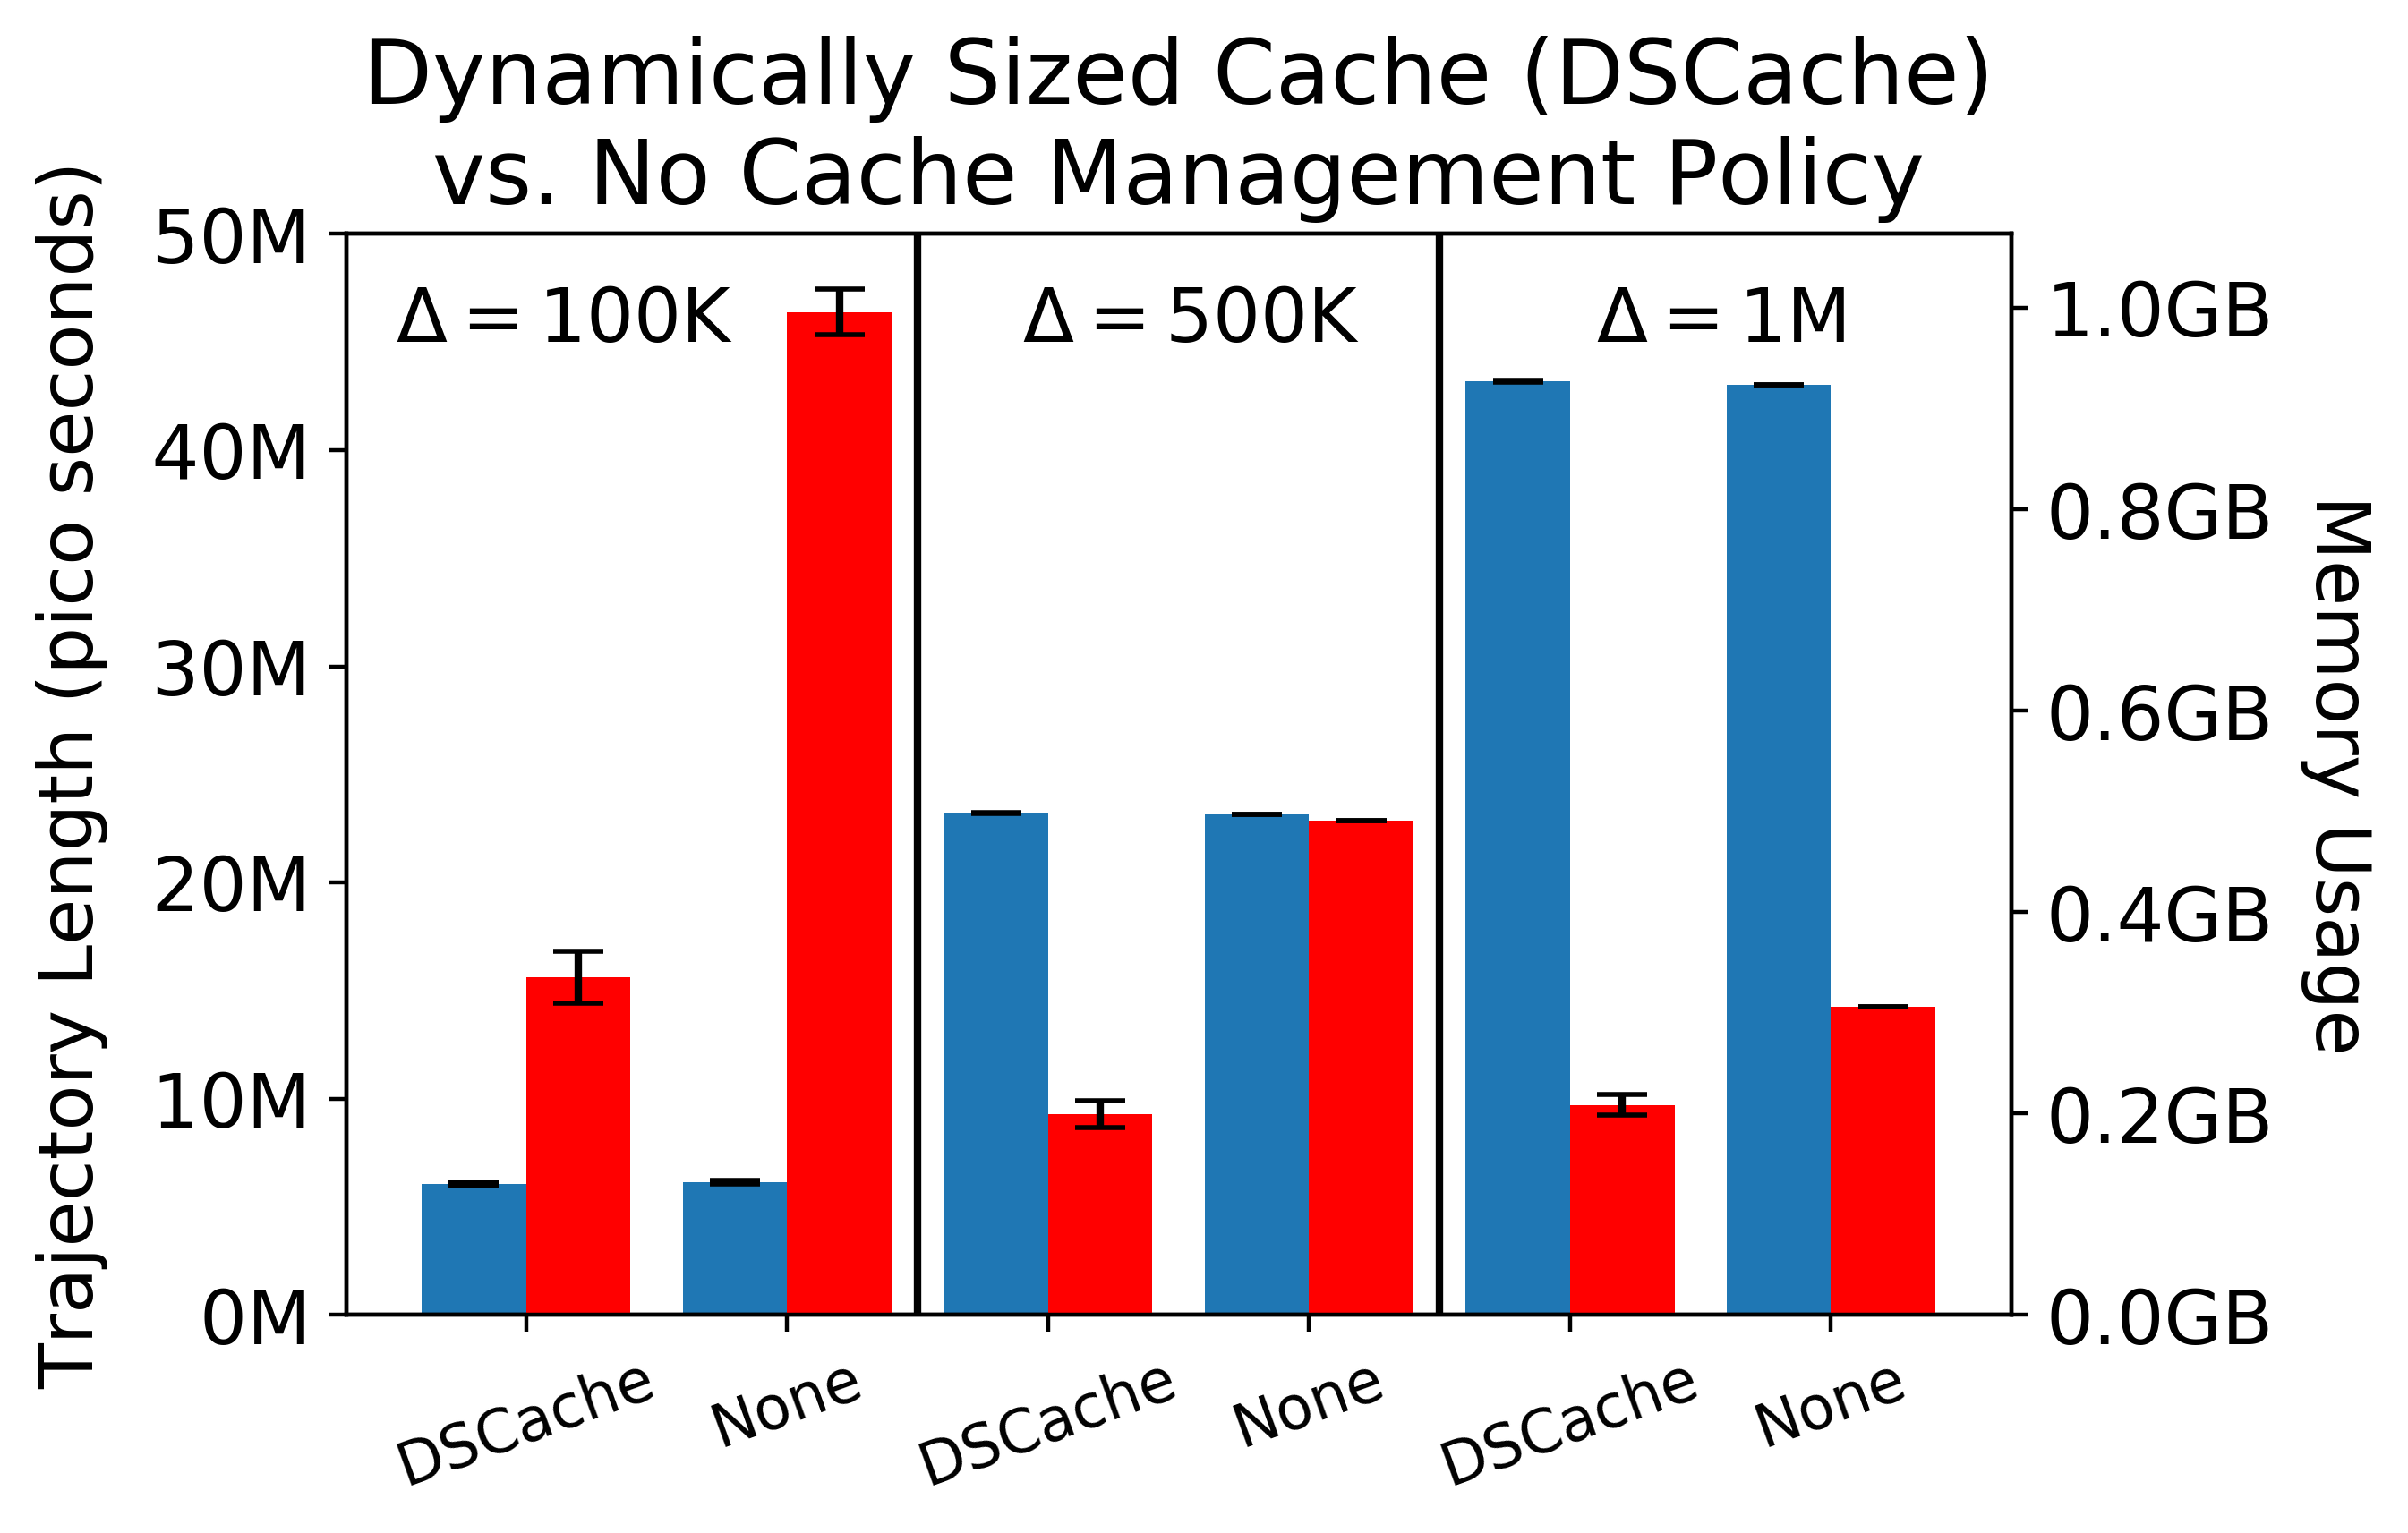 Dynamically Sized Cache (DSCache)
vs. No Cache Management Policy
Trajectory Length (pico seconds)
50M
40M
30M
20M
10M
0M
Δ = 100K
Δ = 500K
Δ = 1M
1.0GB
0.8GB
0.6GB
0.4GB
0.2GB
0.0GB
Memory Usage
DSCache
None
DSCache
None
DSCache
None